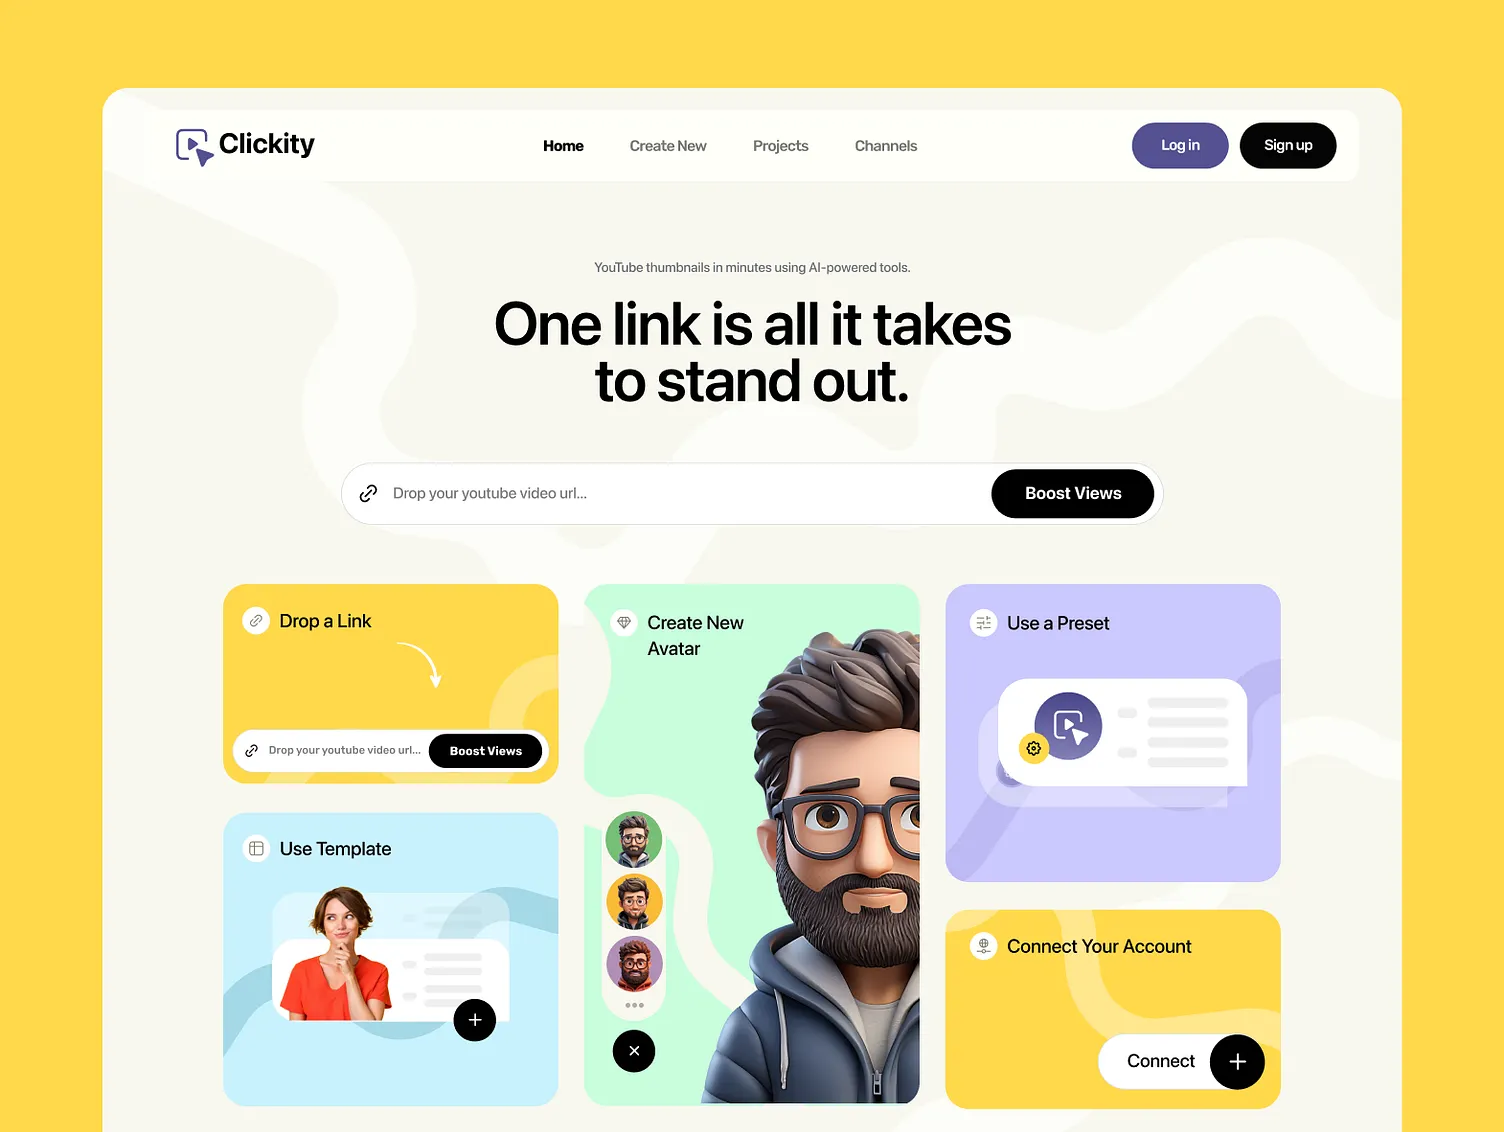 Clickity
Home
Create New
Projects
Channels
Log in
Sign up
YouTube thumbnails in minutes using AI-powered tools.
One link is all it takes
to stand out.
Drop your youtube video url...
Boost Views
Drop a Link
Drop your youtube video url...
Boost Views
Use Template
Create New
Avatar
Use a Preset
Connect Your Account
Connect